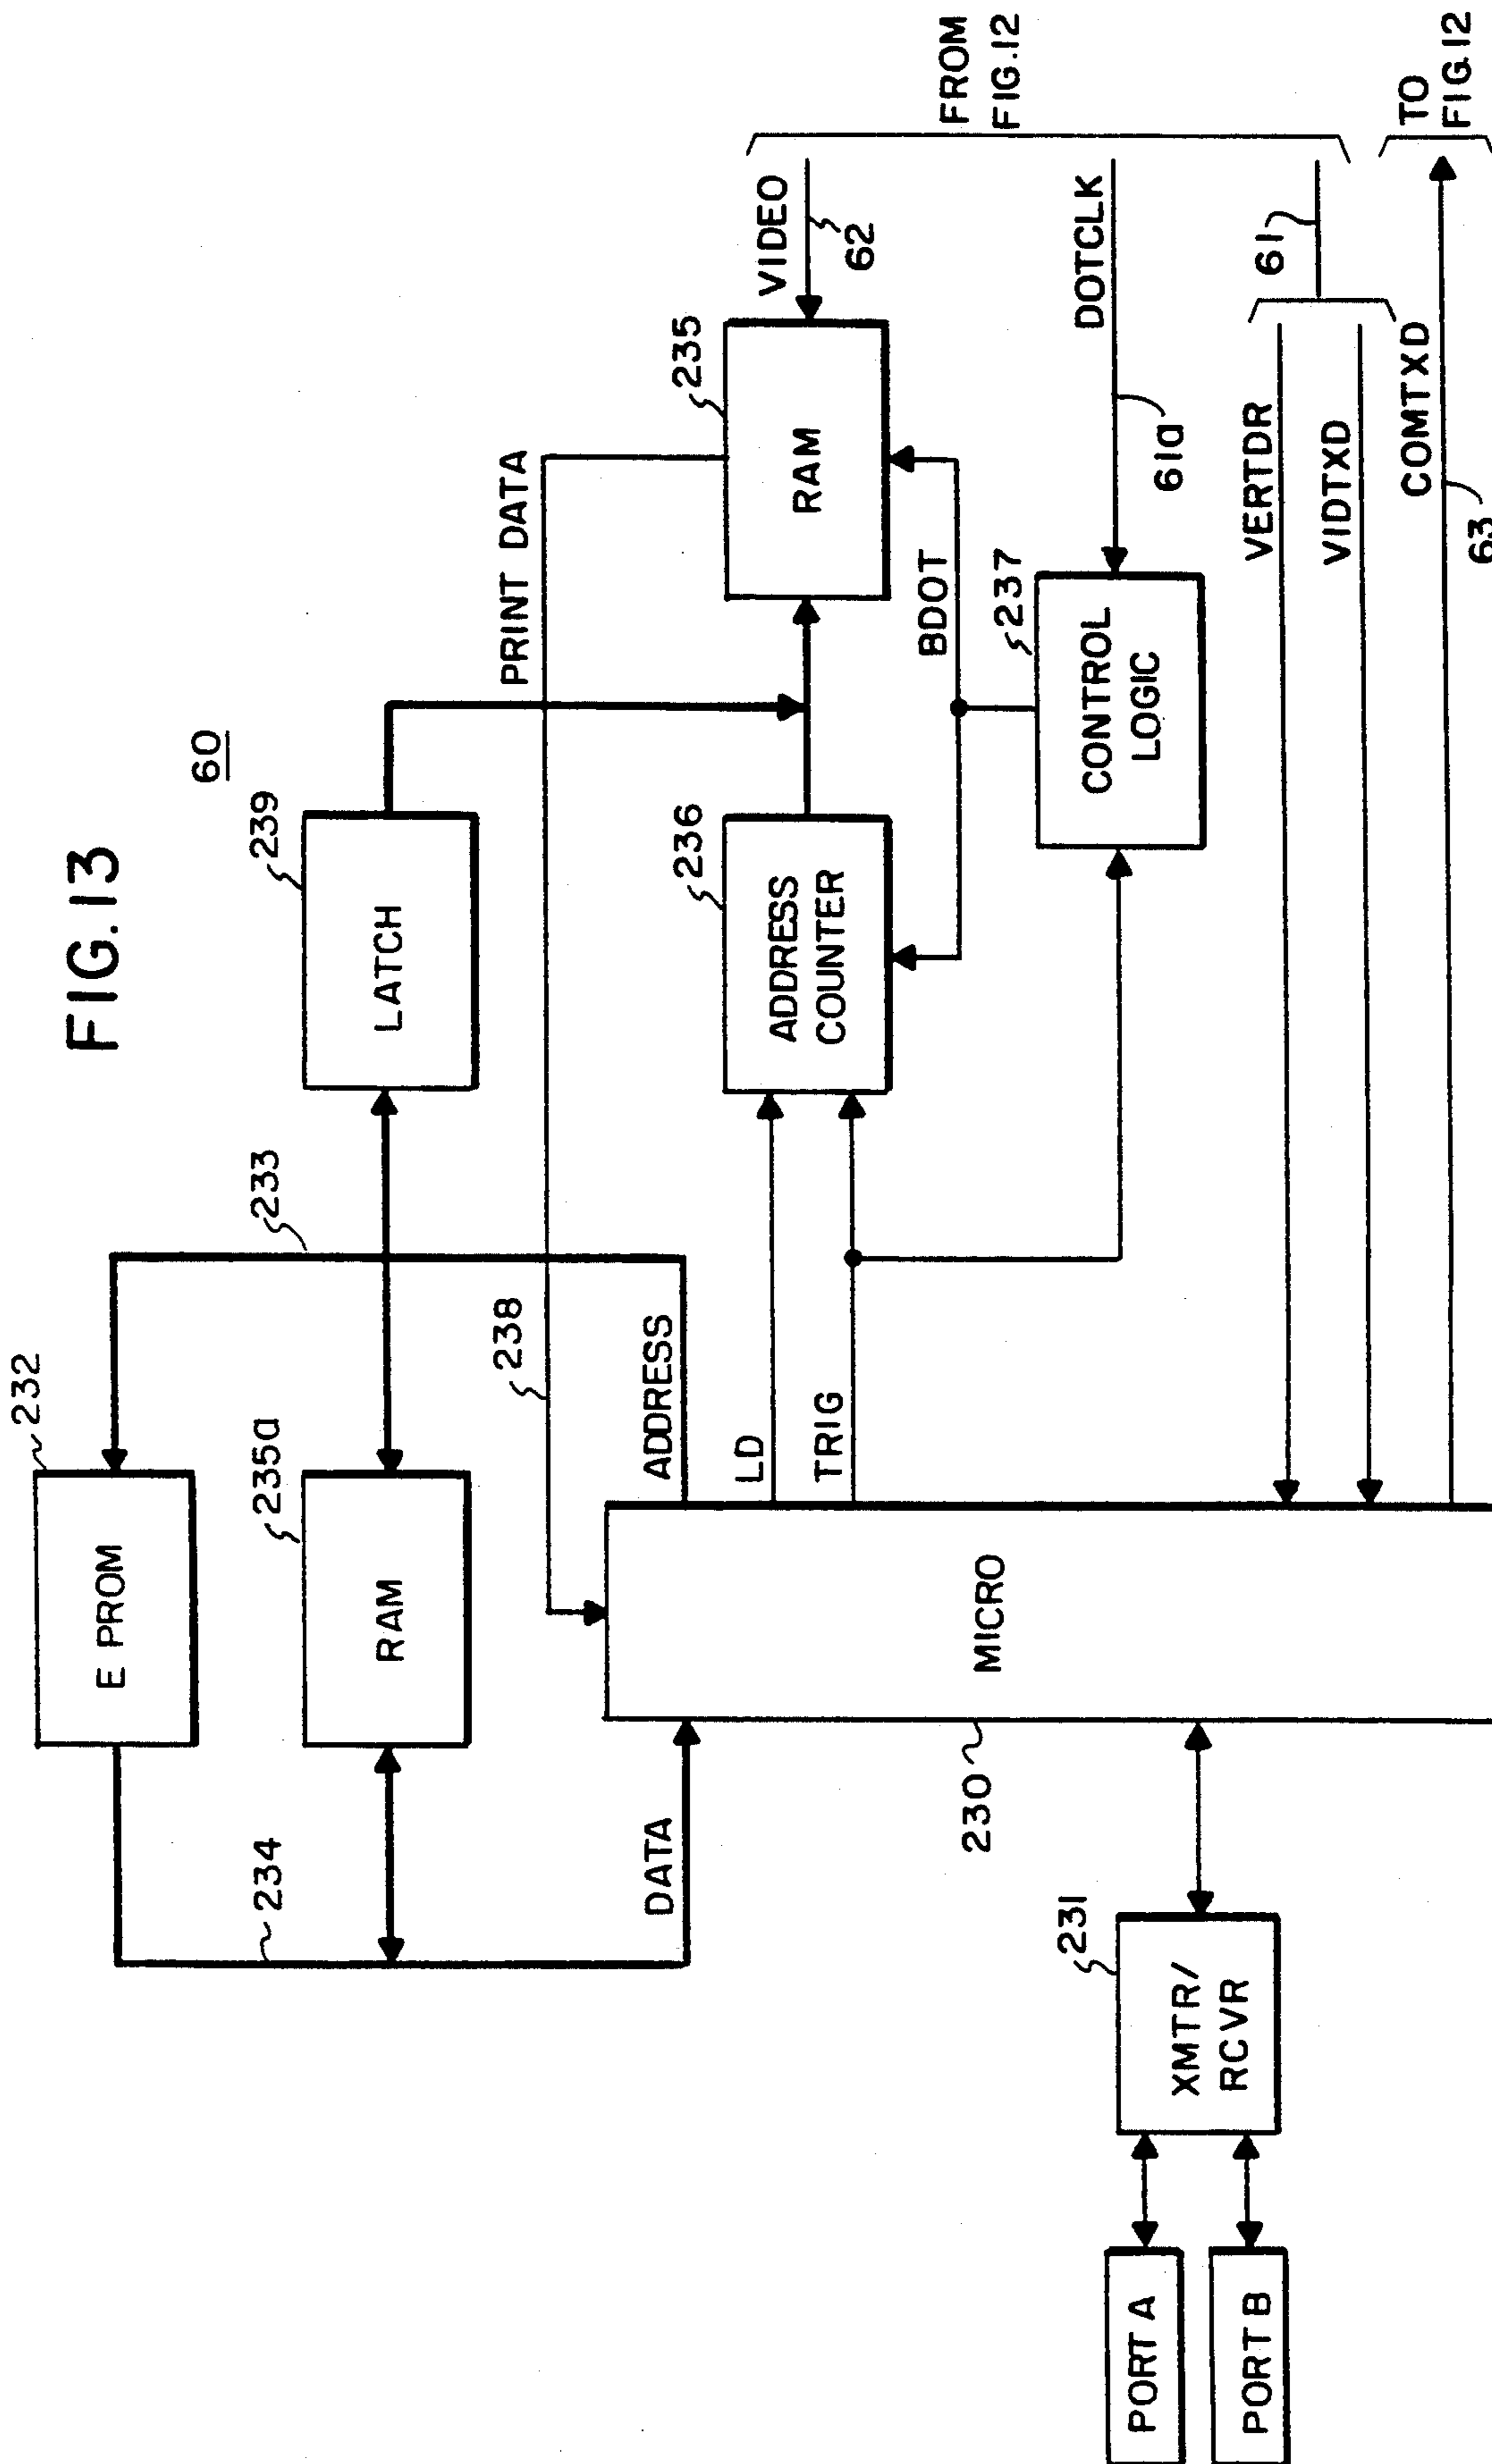 FIG.13
60
232
E PROM
234
235a
RAM
233
239
LATCH
238
PRINT DATA
DATA
ADDRESS
LD
TRIG
236
ADDRESS
COUNTER
235
RAM
VIDEO
62
FROM
FIG.12
BDOT
237
CONTROL
LOGIC
DOTCLK
61a
230
MICRO
231
XMTR/
RCVR
PORT A
PORT B
VERTDR
VIDTXD
61
COMTXD
63
TO
FIG.12